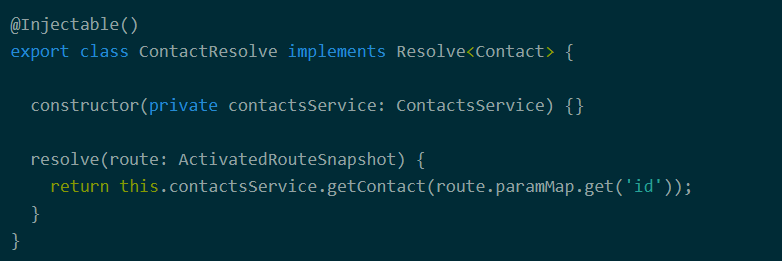 @Injectable()
export class ContactResolve implements Resolve<Contact> {
constructor(private contactsService: ContactsService) {}
resolve(route: ActivatedRouteSnapshot) {
return this.contactsService.getContact(route.paramMap.get('id'));
}
}